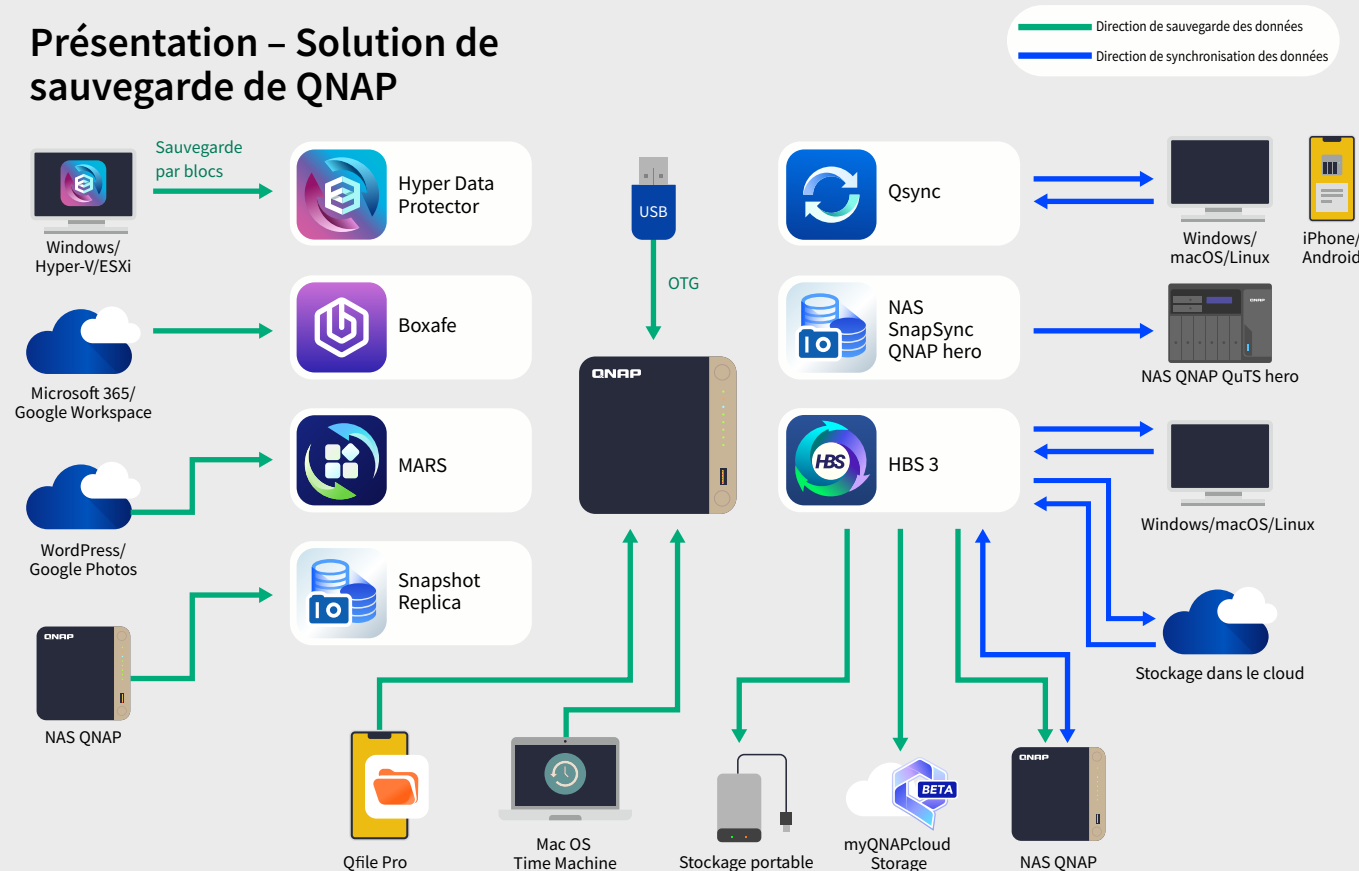 Présentation – Solution de
sauvegarde de QNAP
Direction de sauvegarde des données
Direction de synchronisation des données
Sauvegarde
par blocs
Windows/
Hyper-V/ESXi
Hyper Data
Protector
Microsoft 365/
Google Workspace
Boxafe
WordPress/
Google Photos
MARS
QNAP
NAS QNAP
Snapshot
Replica
USB
OTG
QNAP
Qsync
Windows/
macOS/Linux
iPhone/
Android
NAS
SnapSync
QNAP hero
QNAP
NAS QNAP QuTS hero
HBS
HBS 3
Windows/macOS/Linux
Stockage dans le cloud
Qfile Pro
Mac OS
Time Machine
Stockage portable
BETA
myQNAPcloud
Storage
QNAP
NAS QNAP